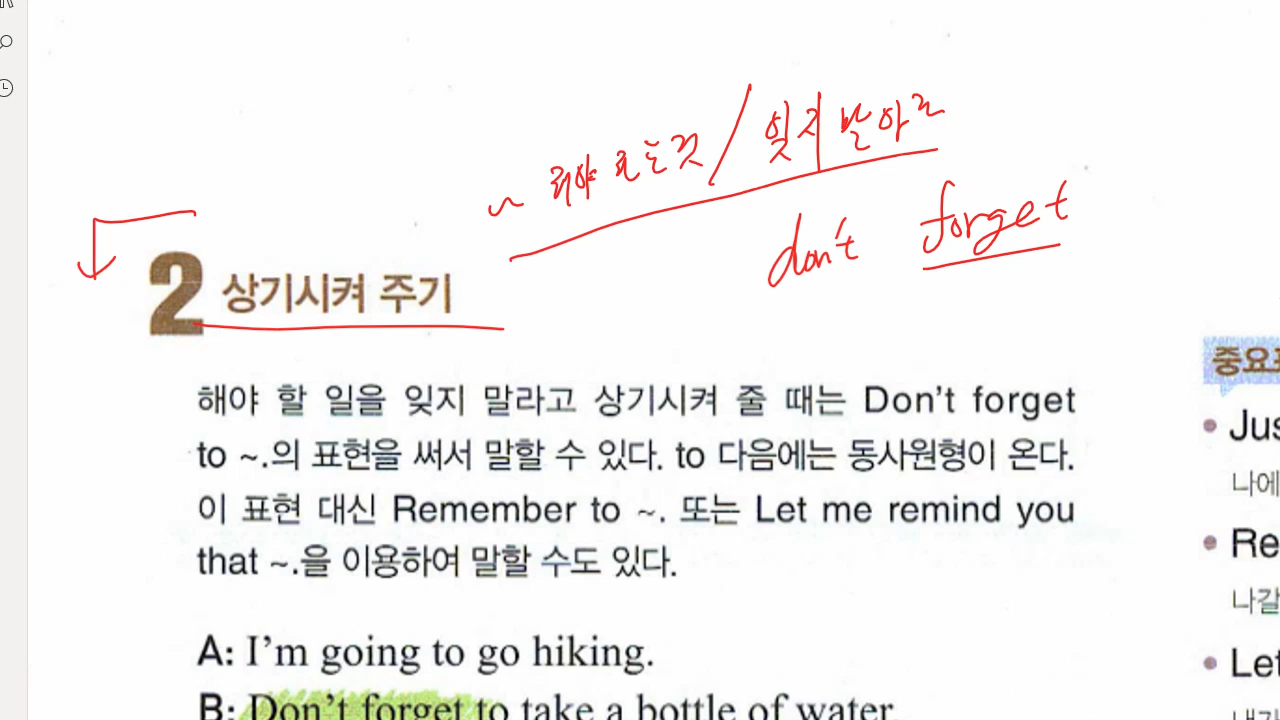 ~ 해야 하는것 / 잊지 말아라
don't forget
2 상기시켜 주기
해야 할 일을 잊지 말라고 상기시켜 줄 때는 Don't forget
to ~.의 표현을 써서 말할 수 있다. to 다음에는 동사원형이 온다.
이 표현 대신 Remember to ~. 또는 Let me remind you
that ~.을 이용하여 말할 수도 있다.
A: I'm going to go hiking.
B: Don't forget to take a bottle of water.
중요표
• Jus
나에
• Re
나갈
• Let